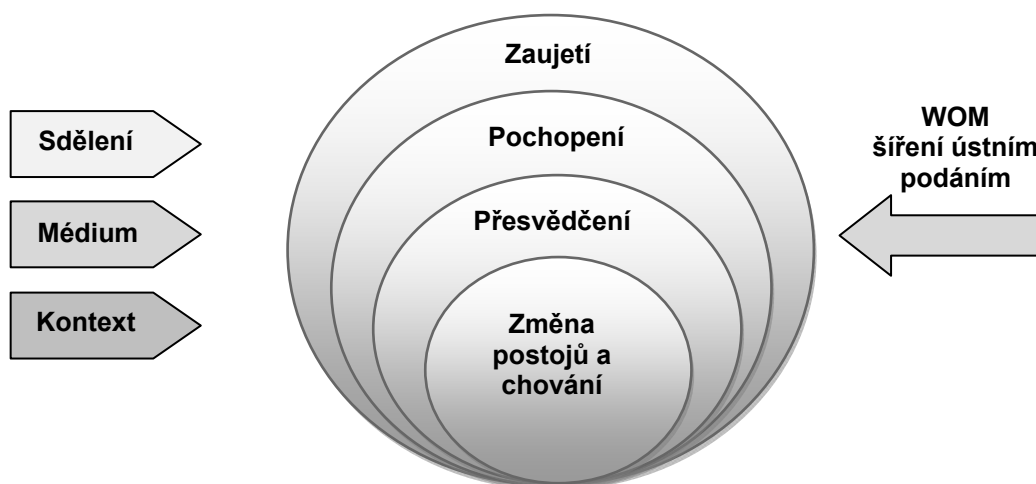 Sdělení
Médium
Kontext
Zaujetí
Pochopení
Přesvědčení
Změna
postojů a
chování
WOM
šíření ústním
podáním